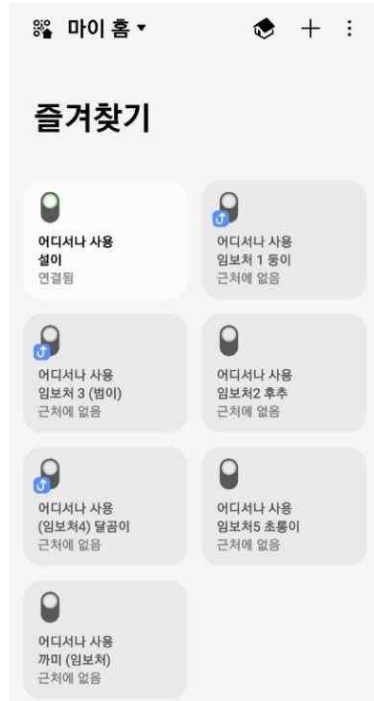 마이 홈
즐겨찾기
어디서나 사용
설이
연결됨
어디서나 사용
임보처 1 둥이
근처에 없음
어디서나 사용
임보처 3 (범이)
근처에 없음
어디서나 사용
임보처2 후추
근처에 없음
어디서나 사용
(임보처4) 달곰이
근처에 없음
어디서나 사용
임보처5 초롱이
근처에 없음
어디서나 사용
까미 (임보처)
근처에 없음